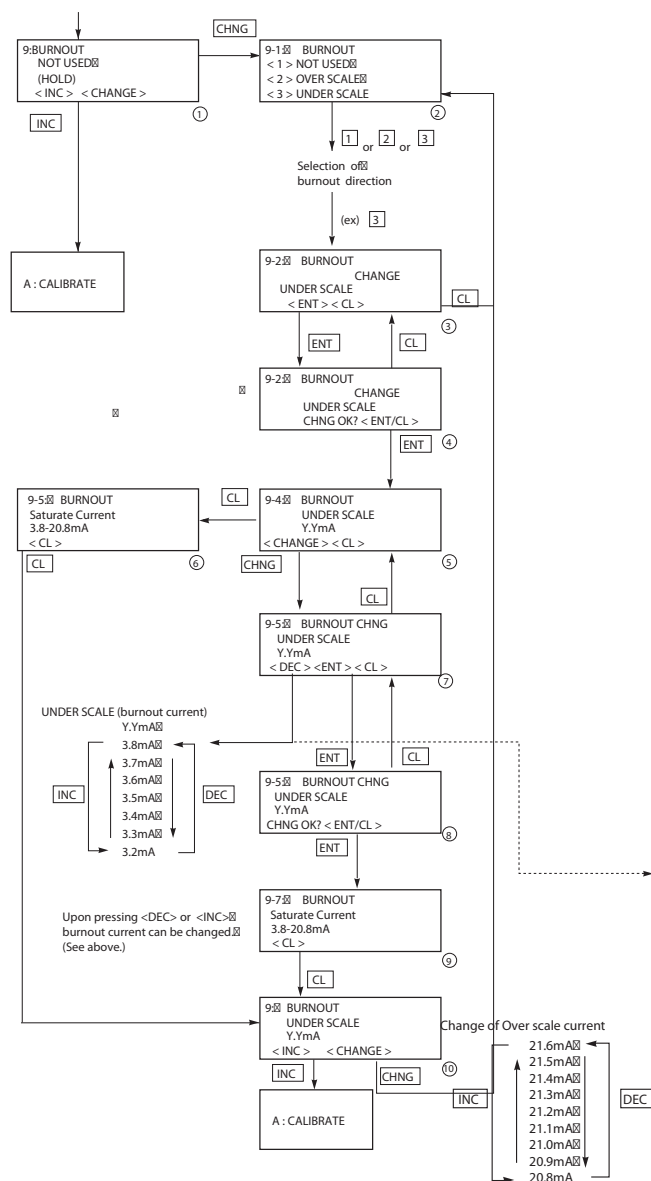 CHNG
9:BURNOUT
NOT USED
(HOLD)
< INC > < CHANGE >
1
9-1: BURNOUT
< 1 > NOT USED
< 2 > OVER SCALE
< 3 > UNDER SCALE
2
INC
1 or 2 or 3
Selection of
burnout direction
(ex) 3
A : CALIBRATE
9-2: BURNOUT
CHANGE
UNDER SCALE
< ENT > < CL >
3
CL
ENT
CL
9-2: BURNOUT
CHANGE
UNDER SCALE
CHNG OK? < ENT/CL >
4
ENT
9-5: BURNOUT
Saturate Current
3.8-20.8mA
< CL >
6
CL
9-4: BURNOUT
UNDER SCALE
Y.YmA
< CHANGE > < CL >
5
CL
CHNG
CL
9-5: BURNOUT CHNG
UNDER SCALE
Y.YmA
< DEC > <ENT > < CL >
7
UNDER SCALE (burnout current)
Y.YmA
3.8mA
3.7mA
3.6mA
3.5mA
3.4mA
3.3mA
3.2mA
INC
DEC
ENT
CL
9-5: BURNOUT CHNG
UNDER SCALE
Y.YmA
CHNG OK? < ENT/CL >
8
ENT
Upon pressing <DEC> or <INC>
burnout current can be changed.
(See above.)
9-7: BURNOUT
Saturate Current
3.8-20.8mA
< CL >
9
CL
9: BURNOUT
UNDER SCALE
Y.YmA
< INC > < CHANGE >
10
INC
CHNG
A : CALIBRATE
Change of Over scale current
21.6mA
21.5mA
21.4mA
21.3mA
21.2mA
21.1mA
21.0mA
20.9mA
20.8mA
INC
DEC